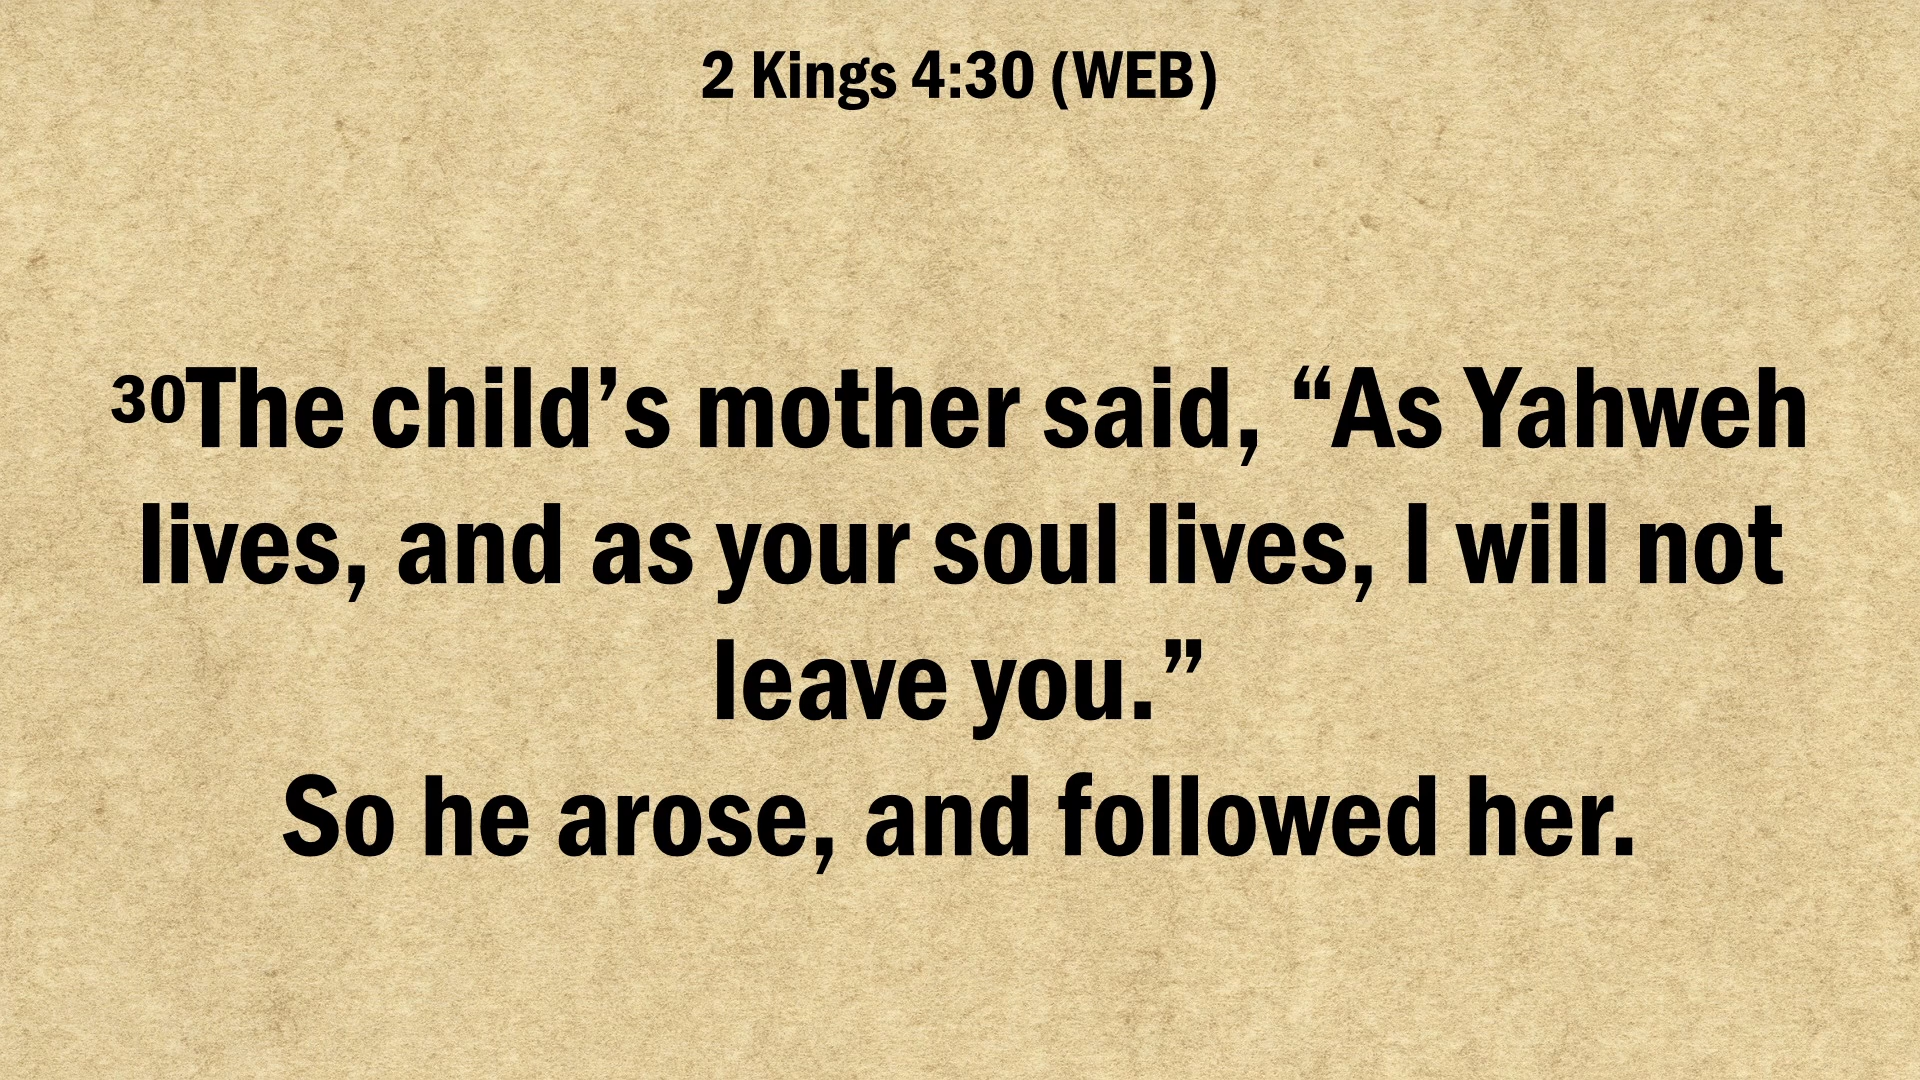 2 Kings 4:30 (WEB)
³⁰The child’s mother said, “As Yahweh
lives, and as your soul lives, I will not
leave you.”
So he arose, and followed her.